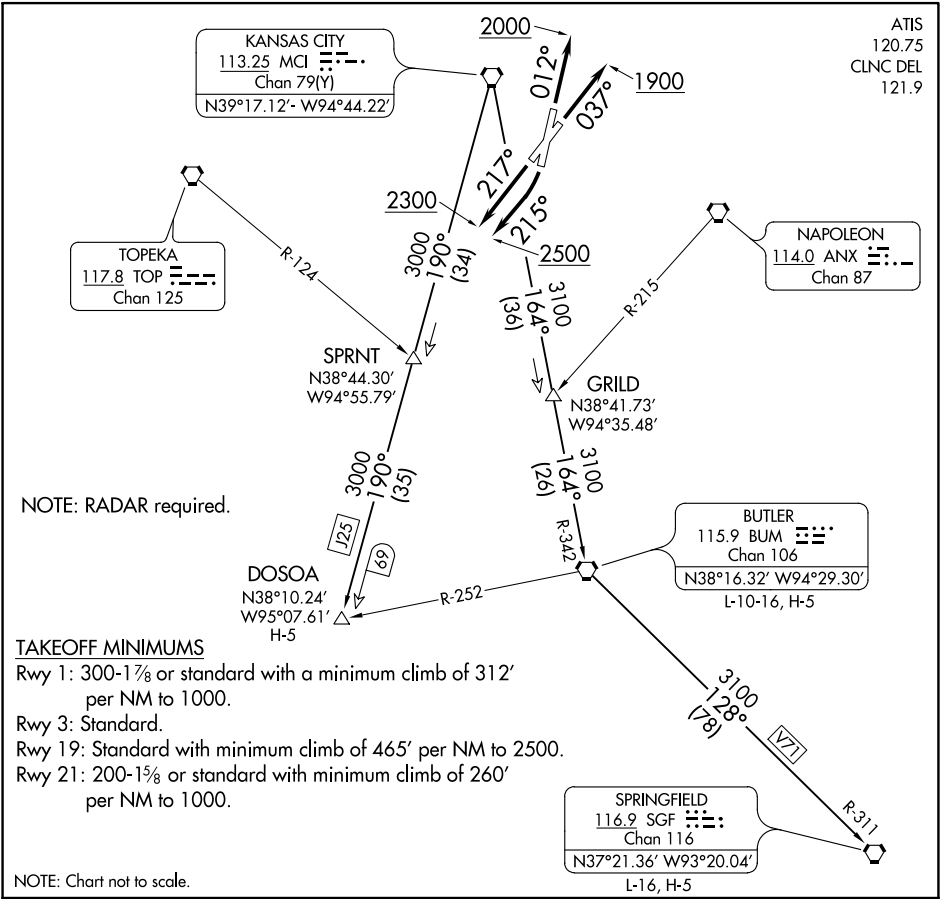 ATIS
120.75
CLNC DEL
121.9
KANSAS CITY
113.25 MCI
Chan 79(Y)
N39°17.12'- W94°44.22'
2000
012°
037°
1900
217°
215°
2300
2500
TOPEKA
117.8 TOP
Chan 125
R-124
NAPOLEON
114.0 ANX
Chan 87
R-215
3000
190°
(34)
3100
164°
(36)
SPRNT
N38°44.30'
W94°55.79'
GRILD
N38°41.73'
W94°35.48'
3000
190°
(35)
3100
164°
(26)
NOTE: RADAR required.
J25
69
R-342
BUTLER
115.9 BUM
Chan 106
N38°16.32' W94°29.30'
L-10-16, H-5
DOSOA
N38°10.24'
W95°07.61'
H-5
R-252
TAKEOFF MINIMUMS
Rwy 1: 300-1⅞ or standard with a minimum climb of 312'
per NM to 1000.
Rwy 3: Standard.
Rwy 19: Standard with minimum climb of 465' per NM to 2500.
Rwy 21: 200-1⅝ or standard with minimum climb of 260'
per NM to 1000.
3100
128°
(78)
V71
R-311
SPRINGFIELD
116.9 SGF
Chan 116
N37°21.36' W93°20.04'
L-16, H-5
NOTE: Chart not to scale.